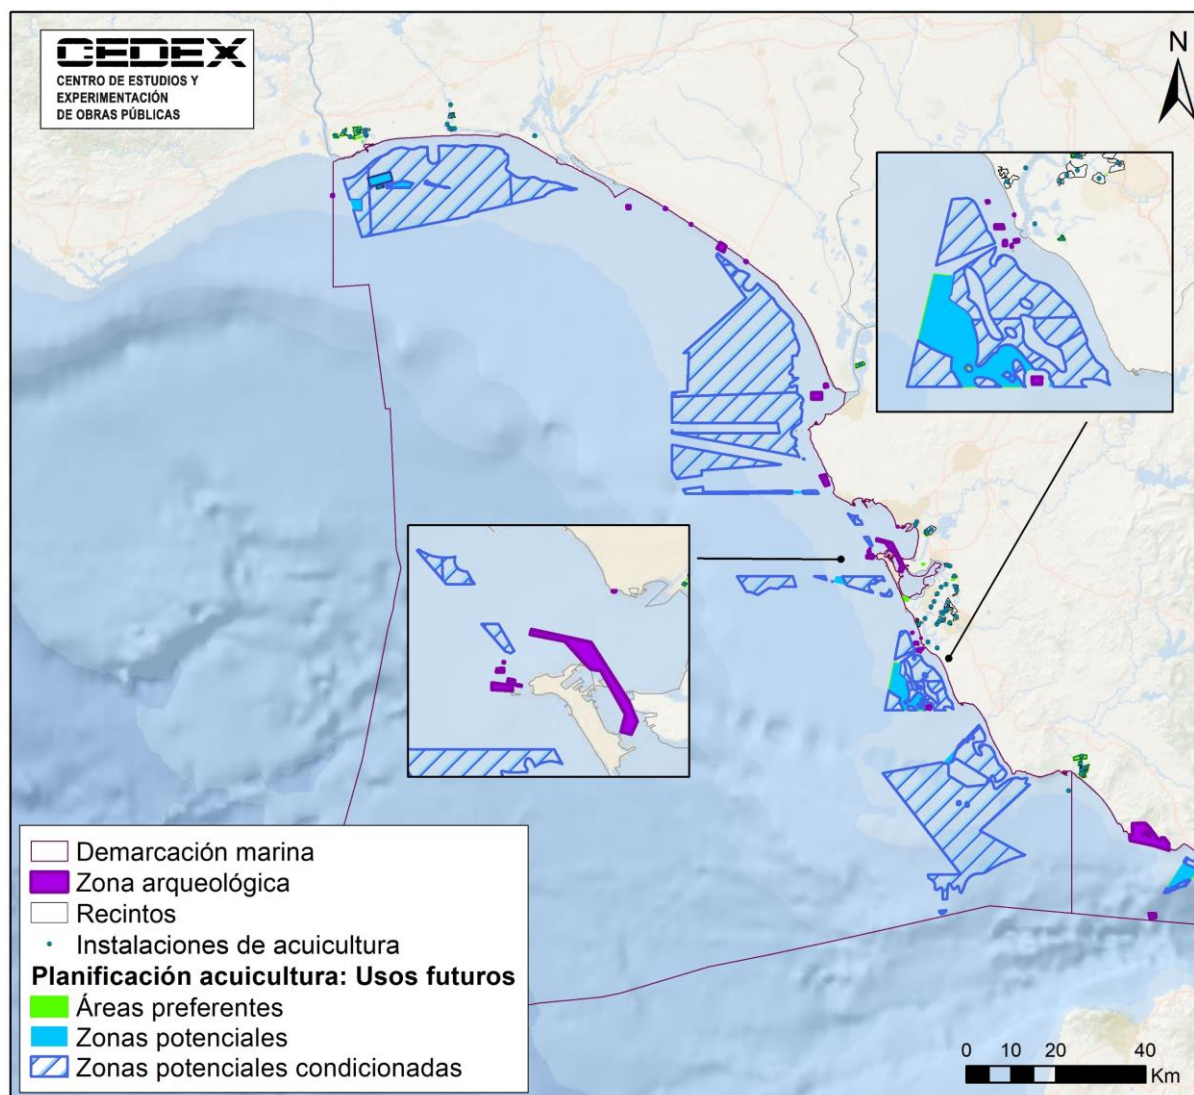 CEDEX
CENTRO DE ESTUDIOS Y
EXPERIMENTACIÓN
DE OBRAS PÚBLICAS
N
Demarcación marina
Zona arqueológica
Recintos
Instalaciones de acuicultura
Planificación acuicultura: Usos futuros
Áreas preferentes
Zonas potenciales
Zonas potenciales condicionadas
0 10 20 40
Km